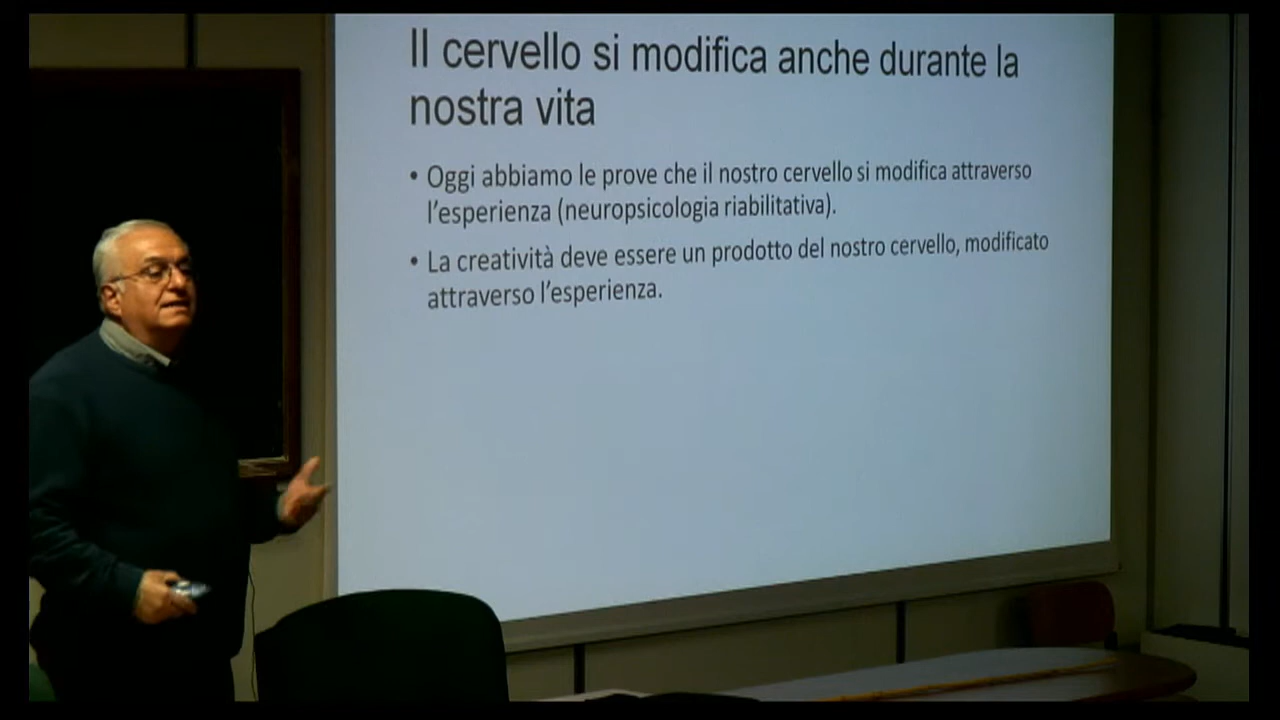 Il cervello si modifica anche durante la
nostra vita
• Oggi abbiamo le prove che il nostro cervello si modifica attraverso
l’esperienza (neuropsicologia riabilitativa).
• La creatività deve essere un prodotto del nostro cervello, modificato
attraverso l’esperienza.